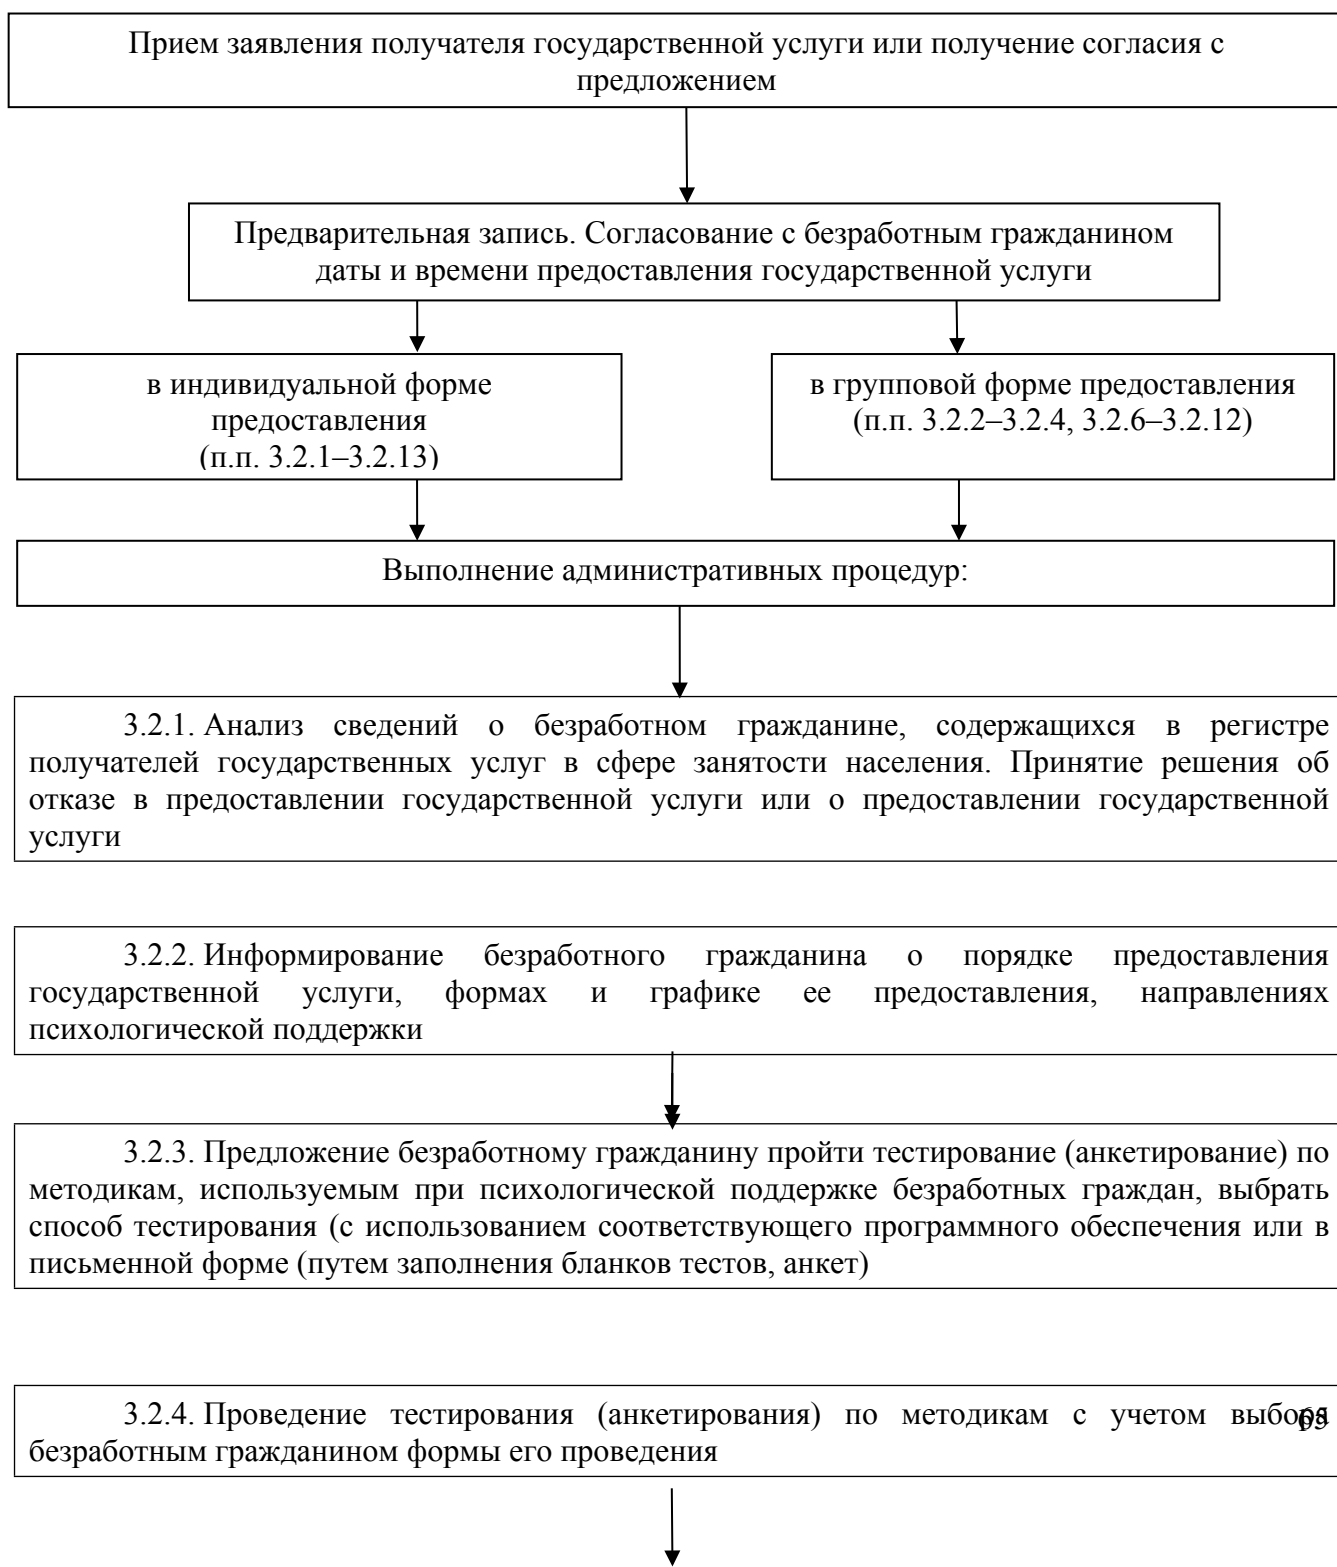 Прием заявления получателя государственной услуги или получение согласия с
предложением
Предварительная запись. Согласование с безработным гражданином
даты и времени предоставления государственной услуги
в индивидуальной форме
предоставления
(п.п. 3.2.1–3.2.13)
в групповой форме предоставления
(п.п. 3.2.2–3.2.4, 3.2.6–3.2.12)
Выполнение административных процедур:
3.2.1. Анализ сведений о безработном гражданине, содержащихся в регистре
получателей государственных услуг в сфере занятости населения. Принятие решения об
отказе в предоставлении государственной услуги или о предоставлении государственной
услуги
3.2.2. Информирование безработного гражданина о порядке предоставления
государственной услуги, формах и графике ее предоставления, направлениях
психологической поддержки
3.2.3. Предложение безработному гражданину пройти тестирование (анкетирование) по
методикам, используемым при психологической поддержке безработных граждан, выбрать
способ тестирования (с использованием соответствующего программного обеспечения или в
письменной форме (путем заполнения бланков тестов, анкет)
3.2.4. Проведение тестирования (анкетирования) по методикам с учетом выбора
65
безработным гражданином формы его проведения